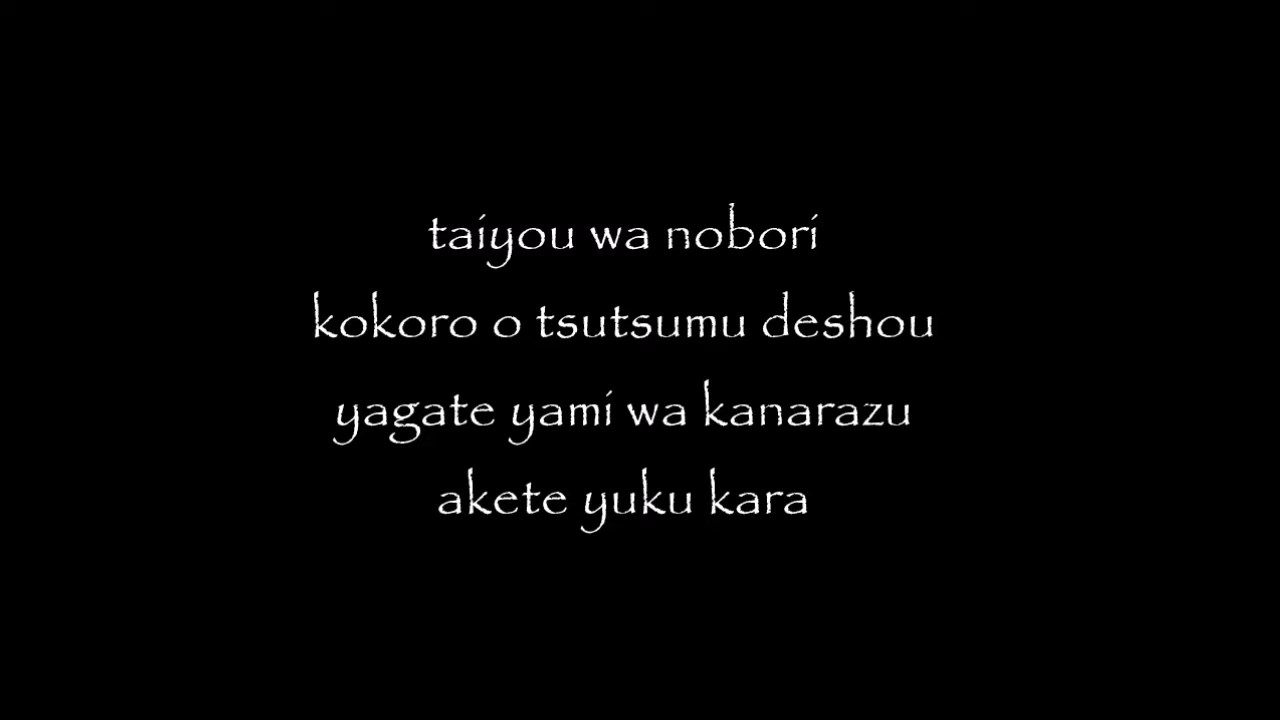 taiyou wa nobori
kokoro o tsutsumu deshou
yagate yami wa kanarazu
akete yuku kara